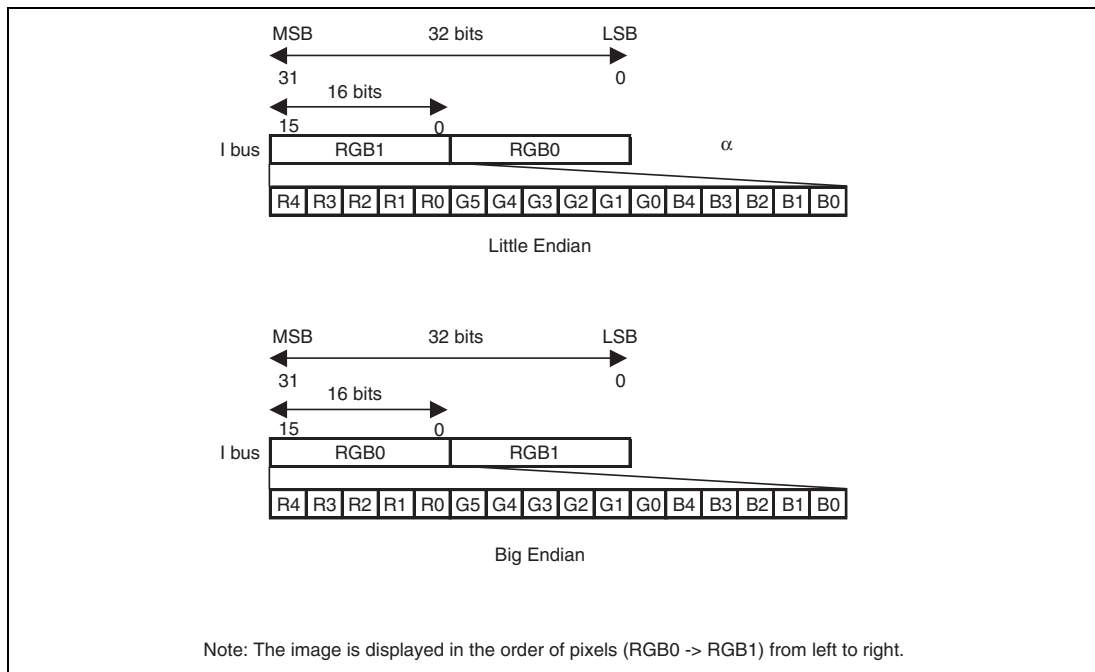 MSB 32 bits LSB
31 0
16 bits
15 0
I bus RGB1 RGB0 α
R4 R3 R2 R1 R0 G5 G4 G3 G2 G1 G0 B4 B3 B2 B1 B0
Little Endian
MSB 32 bits LSB
31 0
16 bits
15 0
I bus RGB0 RGB1
R4 R3 R2 R1 R0 G5 G4 G3 G2 G1 G0 B4 B3 B2 B1 B0
Big Endian
Note: The image is displayed in the order of pixels (RGB0 -> RGB1) from left to right.